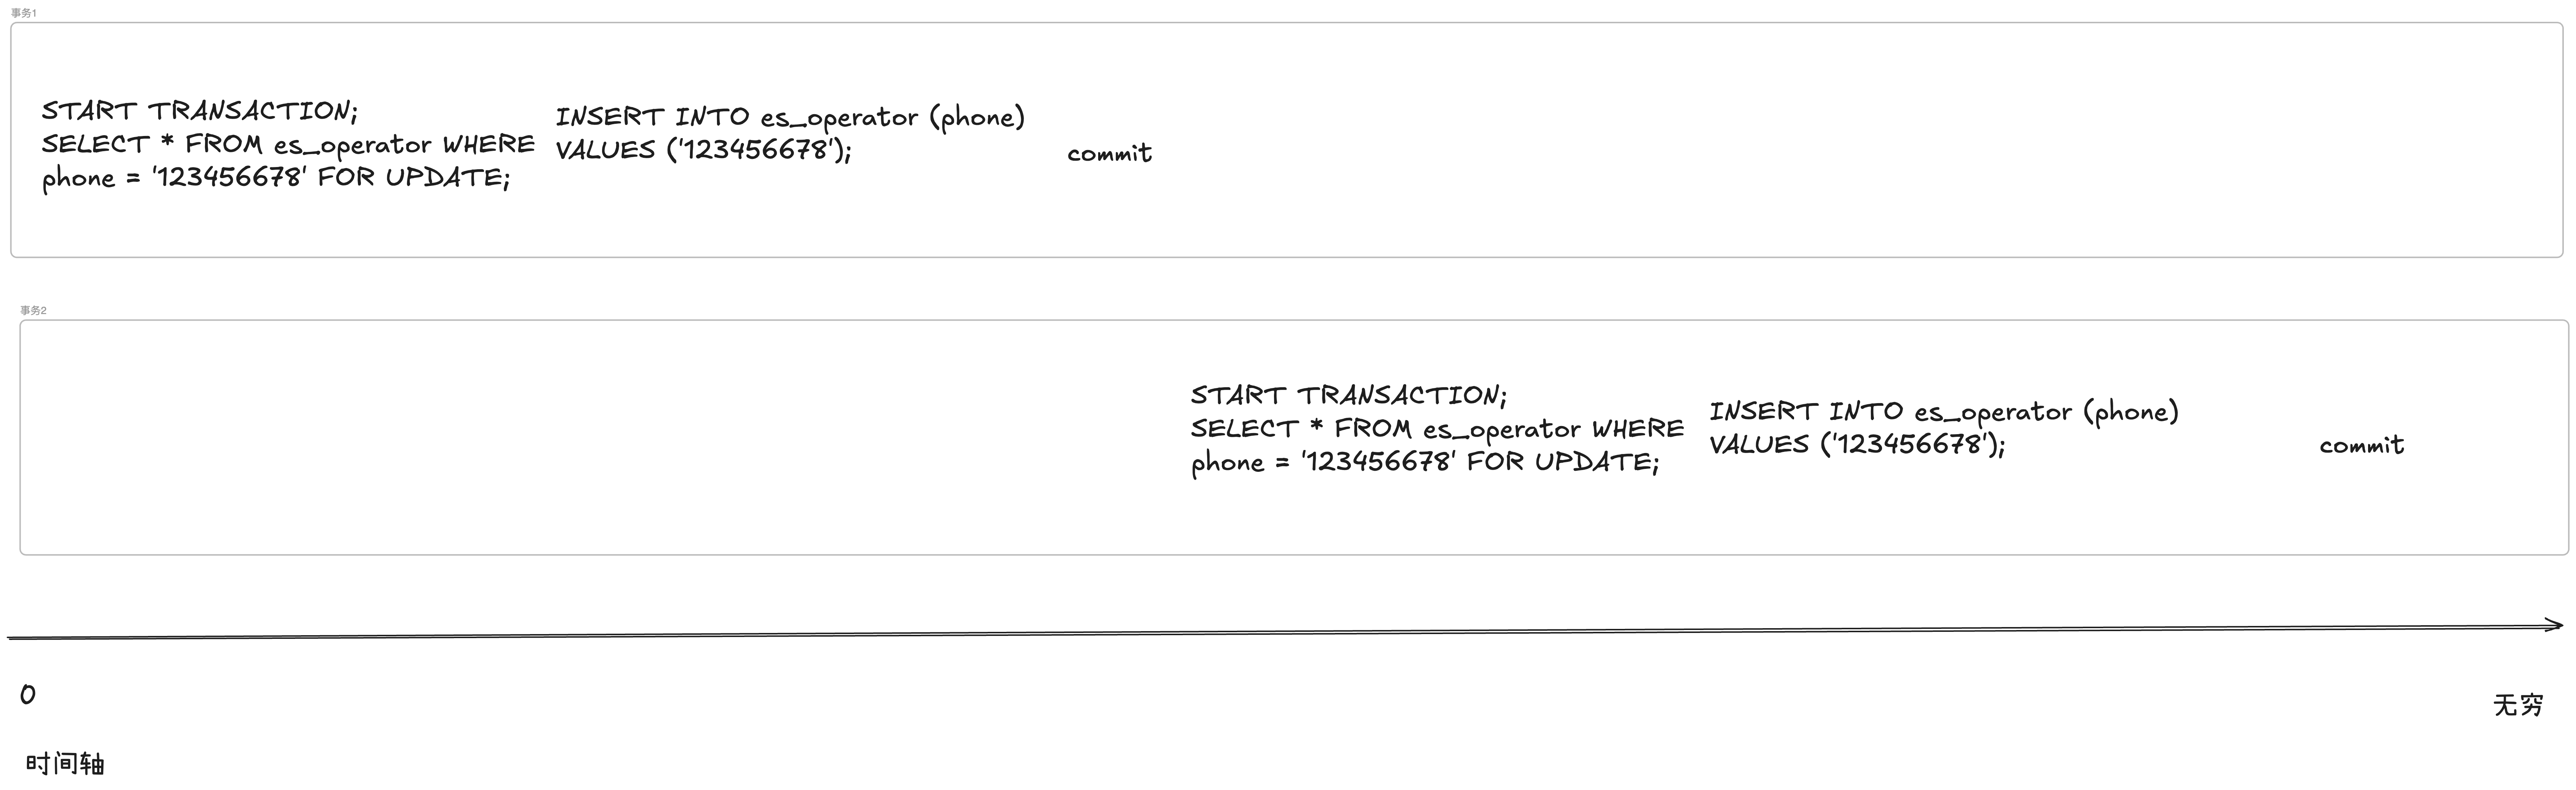 事务1
START TRANSACTION;
SELECT * FROM es_operator WHERE
phone = '123456678' FOR UPDATE;
INSERT INTO es_operator (phone)
VALUES ('123456678');
commit
事务2
START TRANSACTION;
SELECT * FROM es_operator WHERE
phone = '123456678' FOR UPDATE;
INSERT INTO es_operator (phone)
VALUES ('123456678');
commit
0
无穷
时间轴